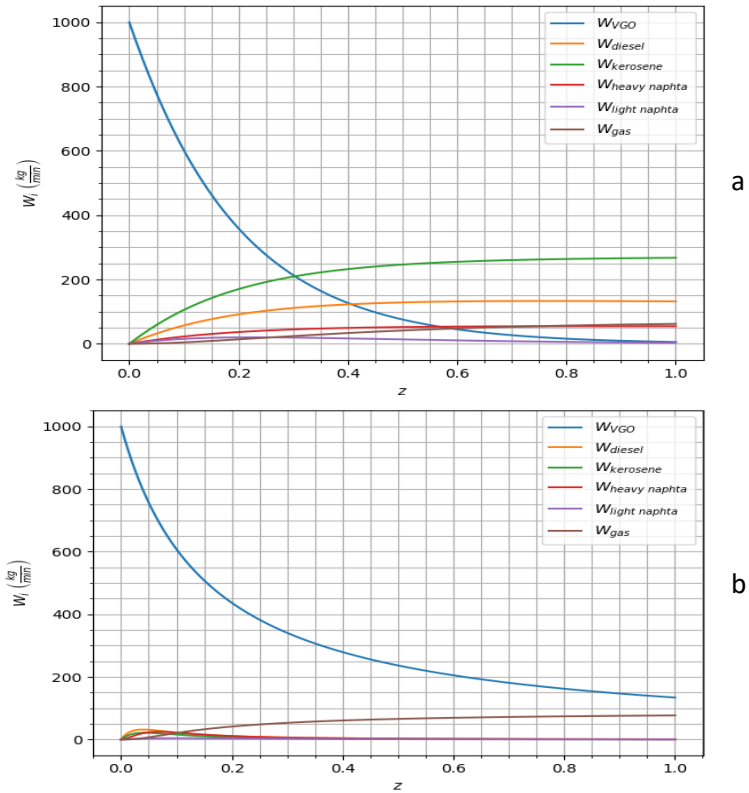 1000
800
600
400
200
0
W_i (kg/min)
W_VGO
W_diesel
W_kerosene
W_heavy naphta
W_light naphta
W_gas
a
0.0 0.2 0.4 0.6 0.8 1.0
z
1000
800
600
400
200
0
W_i (kg/min)
W_VGO
W_diesel
W_kerosene
W_heavy naphta
W_light naphta
W_gas
b
0.0 0.2 0.4 0.6 0.8 1.0
z